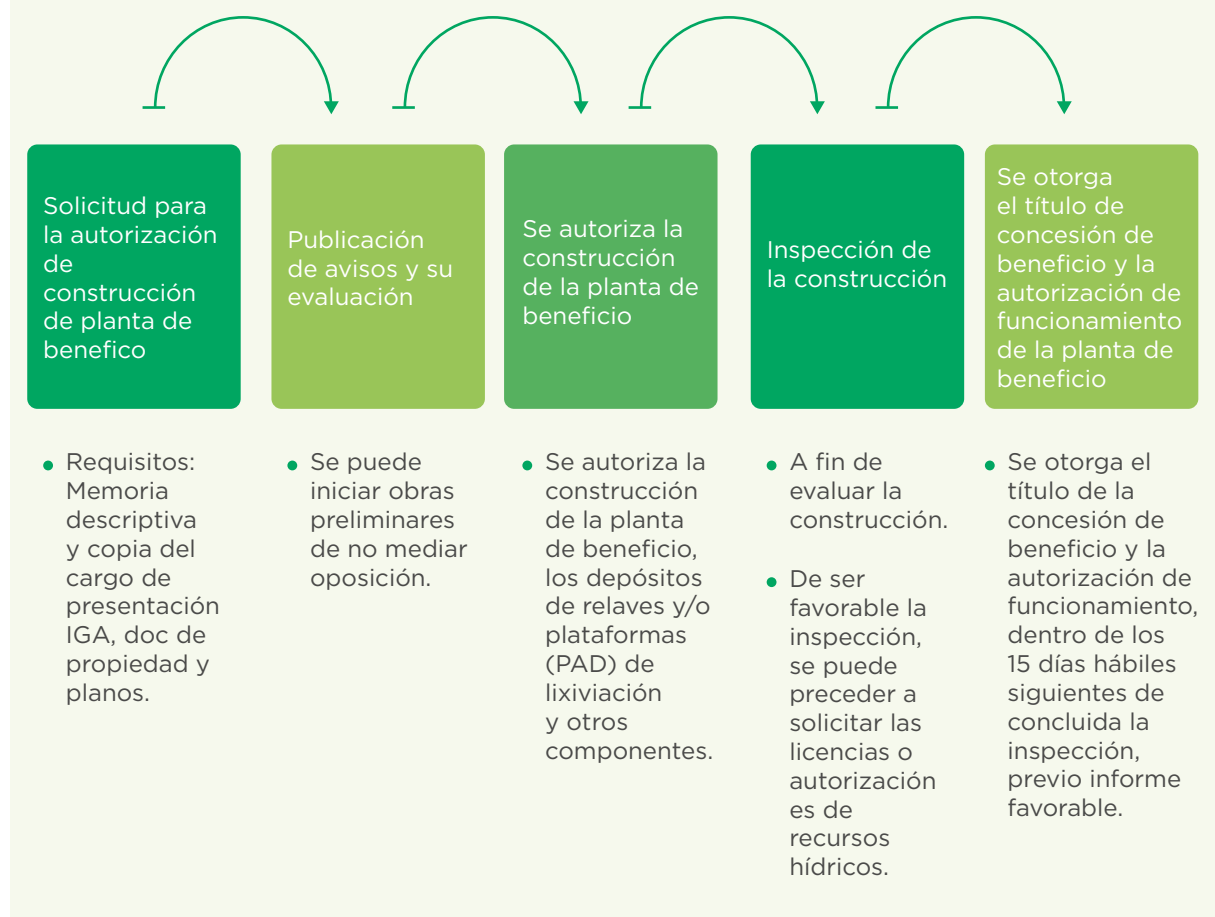 Solicitud para
la autorización
de
construcción
de planta de
benefico
Publicación
de avisos y su
evaluación
Se autoriza la
construcción
de la planta de
beneficio
Inspección de
la construcción
Se otorga
el título de
concesión de
beneficio y la
autorización de
funcionamiento
de la planta de
beneficio
• Requisitos:
Memoria
descriptiva
y copia del
cargo de
presentación
IGA, doc de
propiedad y
planos.
• Se puede
iniciar obras
preliminares
de no mediar
oposición.
• Se autoriza la
construcción
de la planta
de beneficio,
los depósitos
de relaves y/o
plataformas
(PAD) de
lixiviación
y otros
componentes.
• A fin de
evaluar la
construcción.
• De ser
favorable la
inspección,
se puede
preceder a
solicitar las
licencias o
autorización
es de
recursos
hídricos.
• Se otorga el
título de la
concesión de
beneficio y la
autorización de
funcionamiento,
dentro de los
15 días hábiles
siguientes de
concluida la
inspección,
previo informe
favorable.